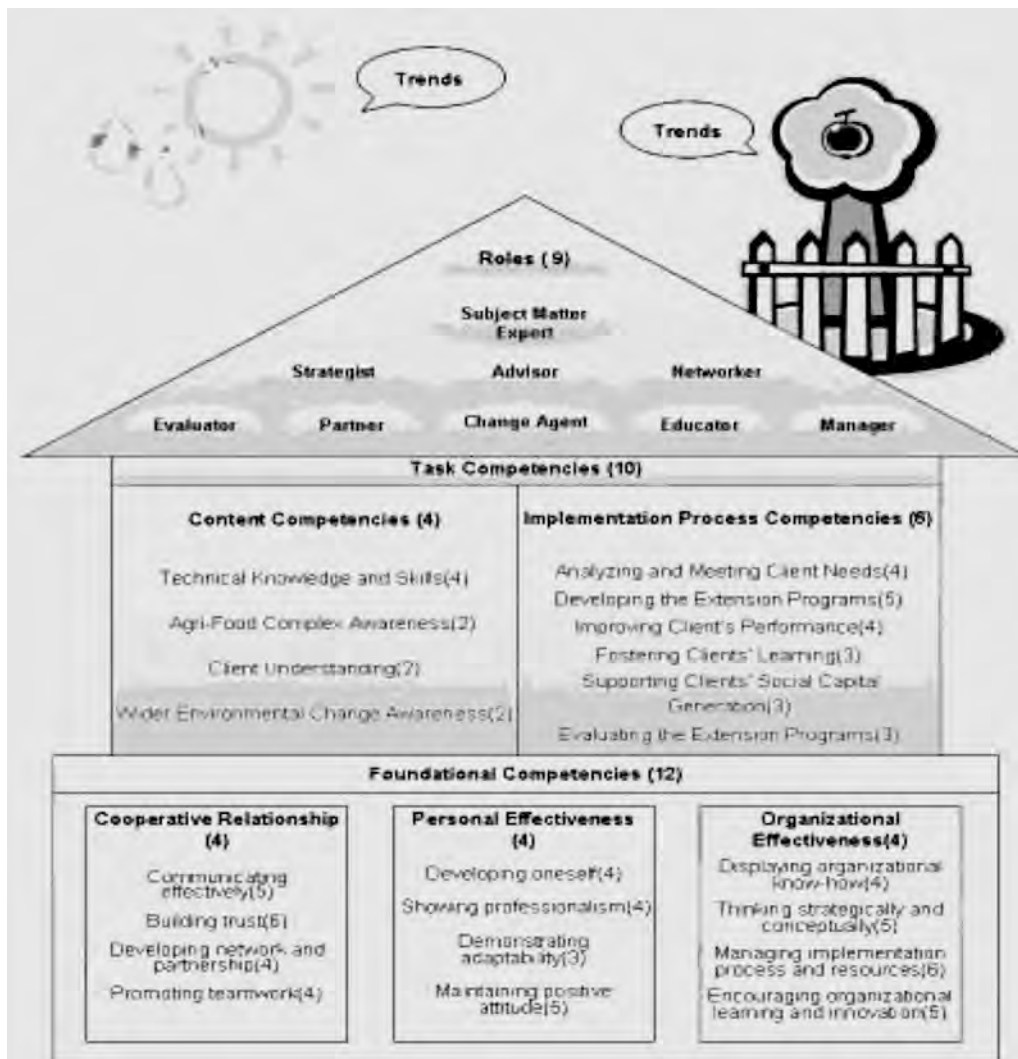 Trends
Trends
Roles (9)
Subject Matter
Expert
Strategist Advisor Networker
Evaluator Partner Change Agent Educator Manager
Task Competencies (10)
Content Competencies (4)
Technical Knowledge and Skills(4)
Agri-Food Complex Awareness(2)
Client Understanding(2)
Wider Environmental Change Awareness(2)
Implementation Process Competencies (6)
Analyzing and Meeting Client Needs(4)
Developing the Extension Programs(5)
Improving Client's Performance(4)
Fostering Clients' Learning(3)
Supporting Clients' Social Capital
Generation(3)
Evaluating the Extension Programs(3)
Foundational Competencies (12)
Cooperative Relationship
(4)
Communicating
effectively(5)
Building trust(6)
Developing network and
partnership(4)
Promoting teamwork(4)
Personal Effectiveness
(4)
Developing oneself(4)
Showing professionalism(4)
Demonstrating
adaptability(3)
Maintaining positive
attitude(5)
Organizational
Effectiveness(4)
Displaying organizational
know-how(4)
Thinking strategically and
conceptually(5)
Managing implementation
process and resources(6)
Encouraging organizational
learning and innovation(5)